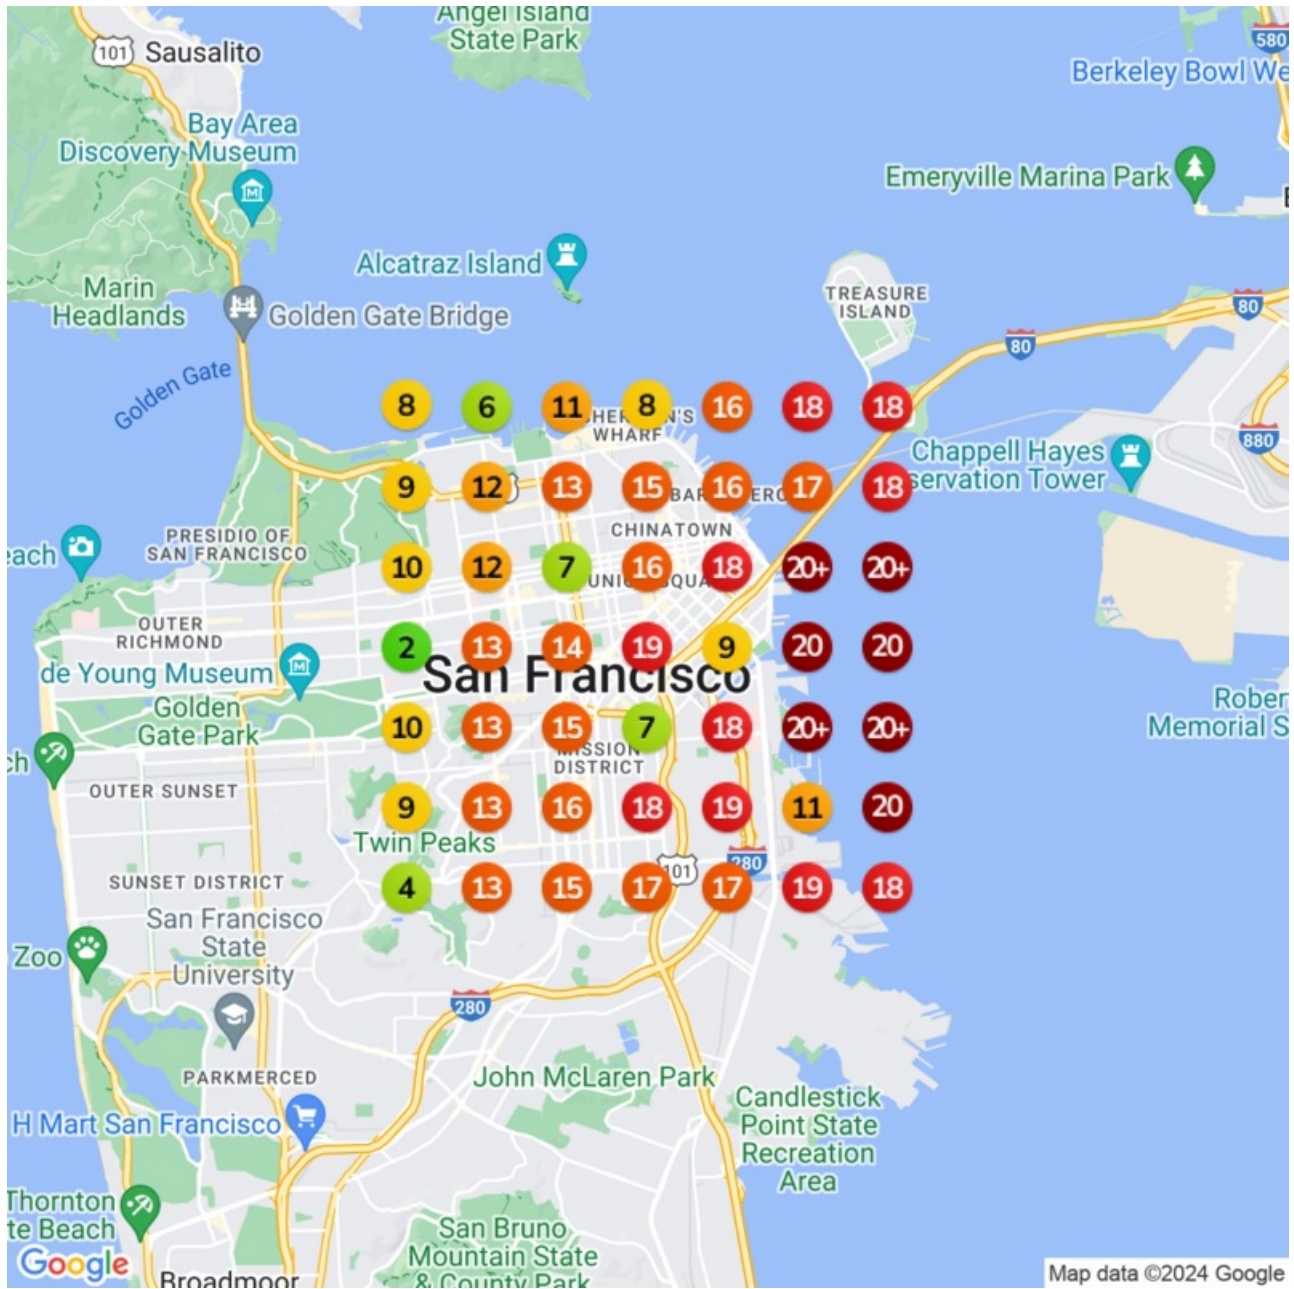 Angel Island
State Park
101
Sausalito
580
Berkeley Bowl We
Bay Area
Discovery Museum
Emeryville Marina Park
Alcatraz Island
Marin
Headlands
Golden Gate Bridge
TREASURE
ISLAND
80
80
Golden Gate
8 6 11 8 16 18 18
WHARF
880
Chappell Hayes
servation Tower
9 12 13 15 16 17 18
CHINATOWN
PRESIDIO OF
SAN FRANCISCO
each
10 12 7 16 18 20+ 20+
OUTER
RICHMOND
2 13 14 19 9 20 20
San Francisco
de Young Museum
Golden
Gate Park
Rober
Memorial S
10 13 15 7 18 20+ 20+
MISSION
DISTRICT
ch
OUTER SUNSET
9 13 16 18 19 11 20
Twin Peaks
101
280
SUNSET DISTRICT
4 13 15 17 17 19 18
San Francisco
State
University
Zoo
280
PARKMERCED
John McLaren Park
Candlestick
Point State
Recreation
Area
H Mart San Francisco
Thornton
te Beach
San Bruno
Mountain State
& County Park
Google
Broadmoor
Map data ©2024 Google